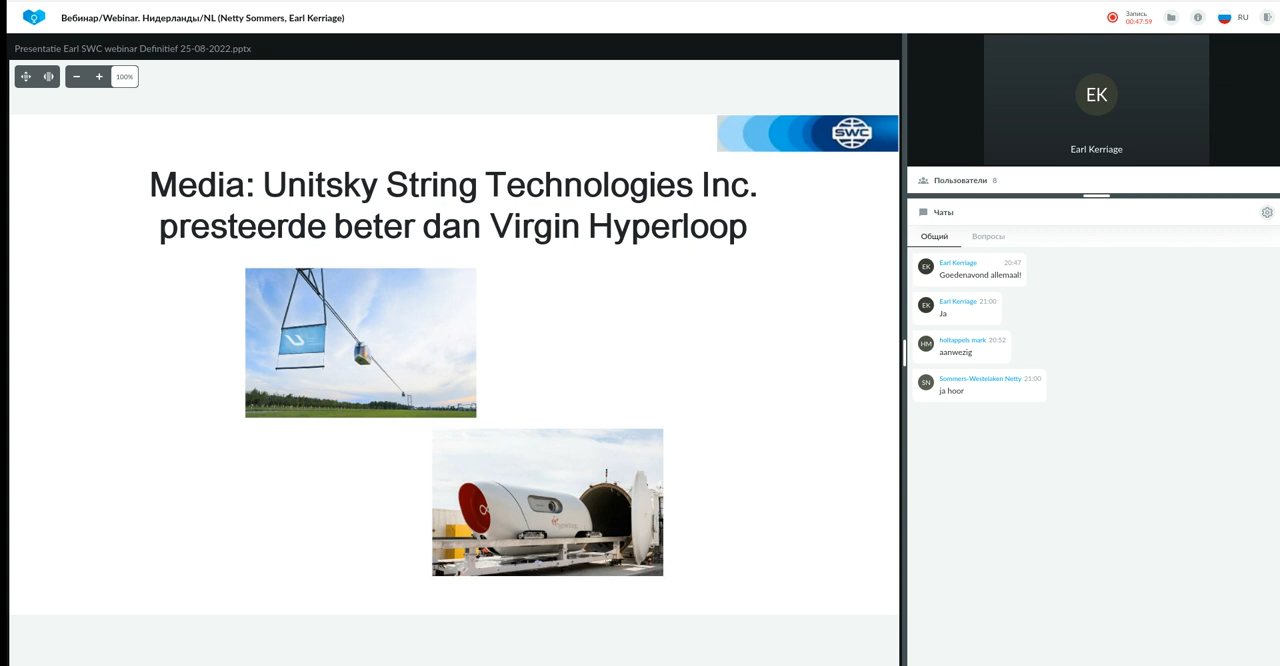 Вебинар/Webinar. Нидерланды/NL (Netty Sommers, Earl Kerriage)
Запись
00:47:59
RU
Presentatie Earl SWC webinar Definitief 25-08-2022.pptx
100%
SWC
Media: Unitsky String Technologies Inc.
presteerde beter dan Virgin Hyperloop
EK
Earl Kerriage
Пользователи 8
Чаты
Общий
Вопросы
EK
Earl Kerriage 20:47
Goedenavond allemaal!
EK
Earl Kerriage 21:00
Ja
HM
holtappels mark 20:52
aanwezig
SN
Sommers-Westelaken Netty 21:00
ja hoor